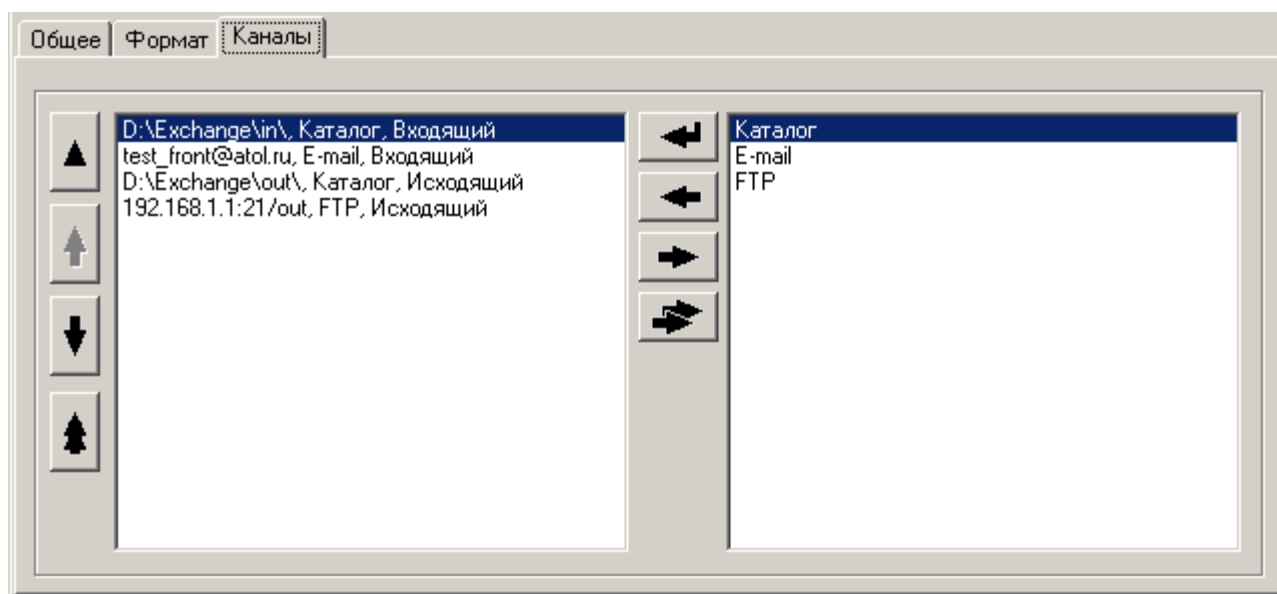 Общее Формат Каналы
D:\Exchange\in\, Каталог, Входящий
test_front@atol.ru, E-mail, Входящий
D:\Exchange\out\, Каталог, Исходящий
192.168.1.1:21/out, FTP, Исходящий
Каталог
E-mail
FTP